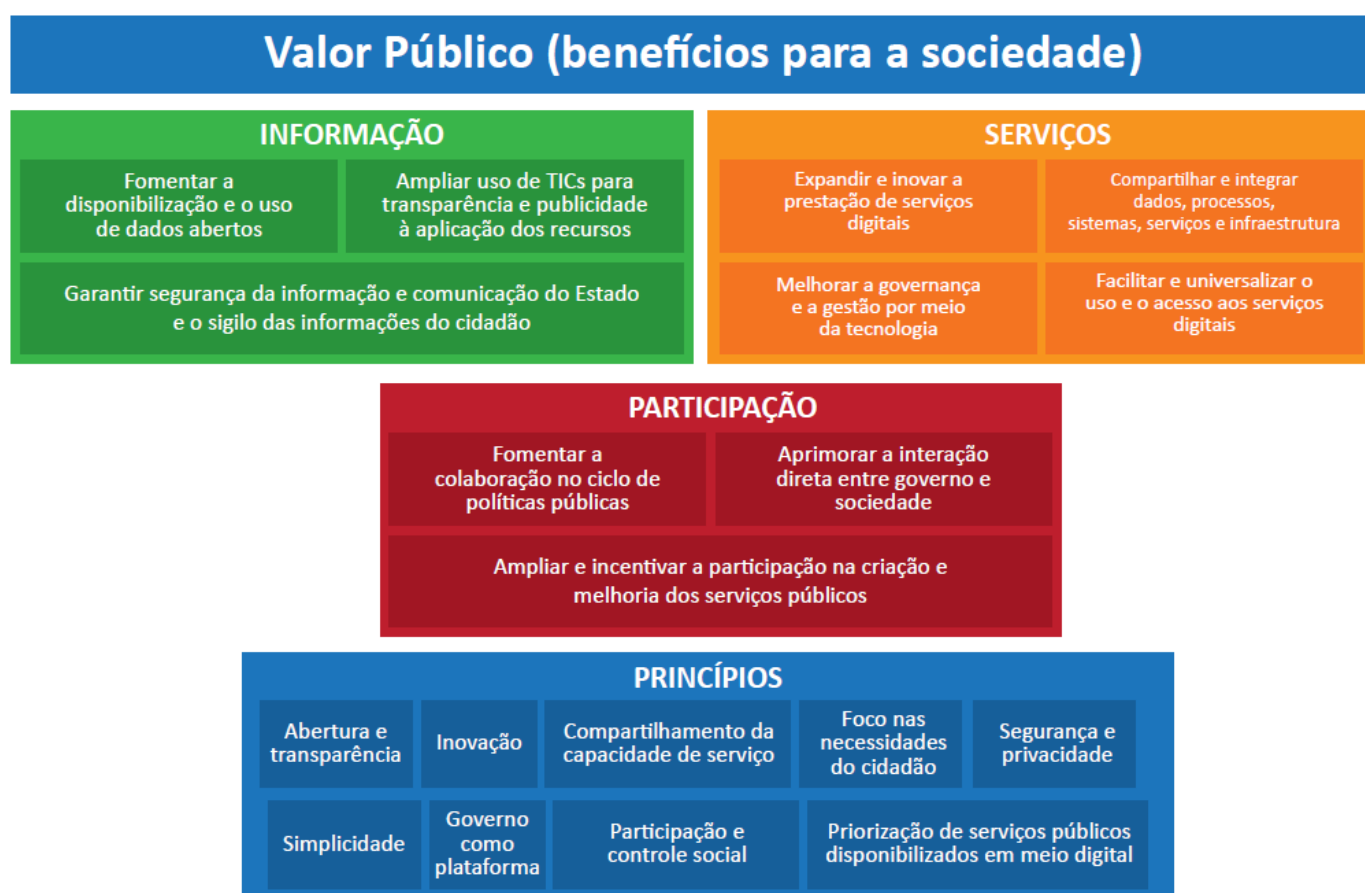 Valor Público (benefícios para a sociedade)
INFORMAÇÃO
Fomentar a
disponibilização e o uso
de dados abertos
Ampliar uso de TICs para
transparência e publicidade
à aplicação dos recursos
Garantir segurança da informação e comunicação do Estado
e o sigilo das informações do cidadão
SERVIÇOS
Expandir e inovar a
prestação de serviços
digitais
Compartilhar e integrar
dados, processos,
sistemas, serviços e infraestrutura
Melhorar a governança
e a gestão por meio
da tecnologia
Facilitar e universalizar o
uso e o acesso aos serviços
digitais
PARTICIPAÇÃO
Fomentar a
colaboração no ciclo de
políticas públicas
Aprimorar a interação
direta entre governo e
sociedade
Ampliar e incentivar a participação na criação e
melhoria dos serviços públicos
PRINCÍPIOS
Abertura e
transparência
Inovação
Compartilhamento da
capacidade de serviço
Foco nas
necessidades
do cidadão
Segurança e
privacidade
Simplicidade
Governo
como
plataforma
Participação e
controle social
Priorização de serviços públicos
disponibilizados em meio digital